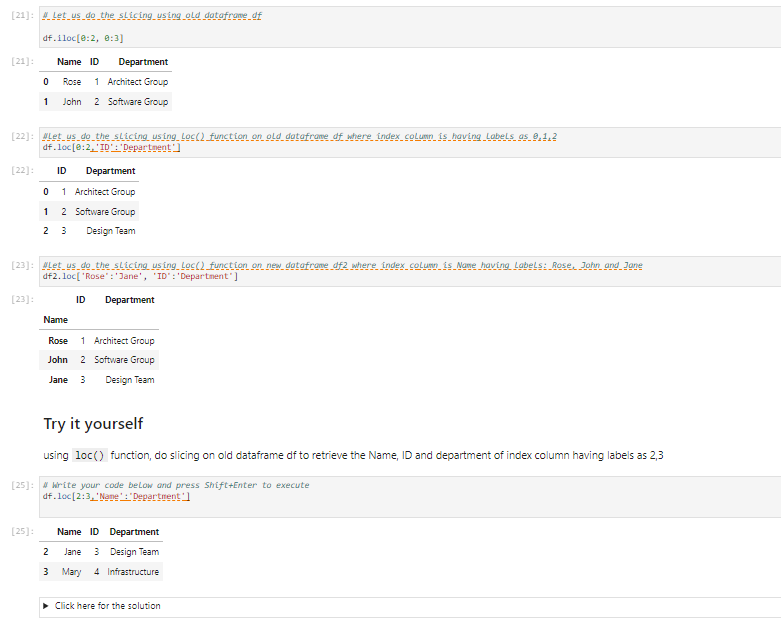 [21]: # Let us do the slicing using old dataframe df
df.iloc[0:2, 0:3]
[21]: Name ID Department
0 Rose 1 Architect Group
1 John 2 Software Group
[22]: #let us do the slicing using loc() function on old dataframe df where index column is having labels as 0,1,2
df.loc[0:2,'ID':'Department']
[22]: ID Department
0 1 Architect Group
1 2 Software Group
2 3 Design Team
[23]: #let us do the slicing using loc() function on new dataframe df2 where index column is Name having labels: Rose, John and Jane
df2.loc['Rose':'Jane', 'ID':'Department']
[23]: ID Department
Name
Rose 1 Architect Group
John 2 Software Group
Jane 3 Design Team
Try it yourself
using loc() function, do slicing on old dataframe df to retrieve the Name, ID and department of index column having labels as 2,3
[25]: # Write your code below and press Shift+Enter to execute
df.loc[2:3,'Name':'Department']
[25]: Name ID Department
2 Jane 3 Design Team
3 Mary 4 Infrastructure
▶ Click here for the solution